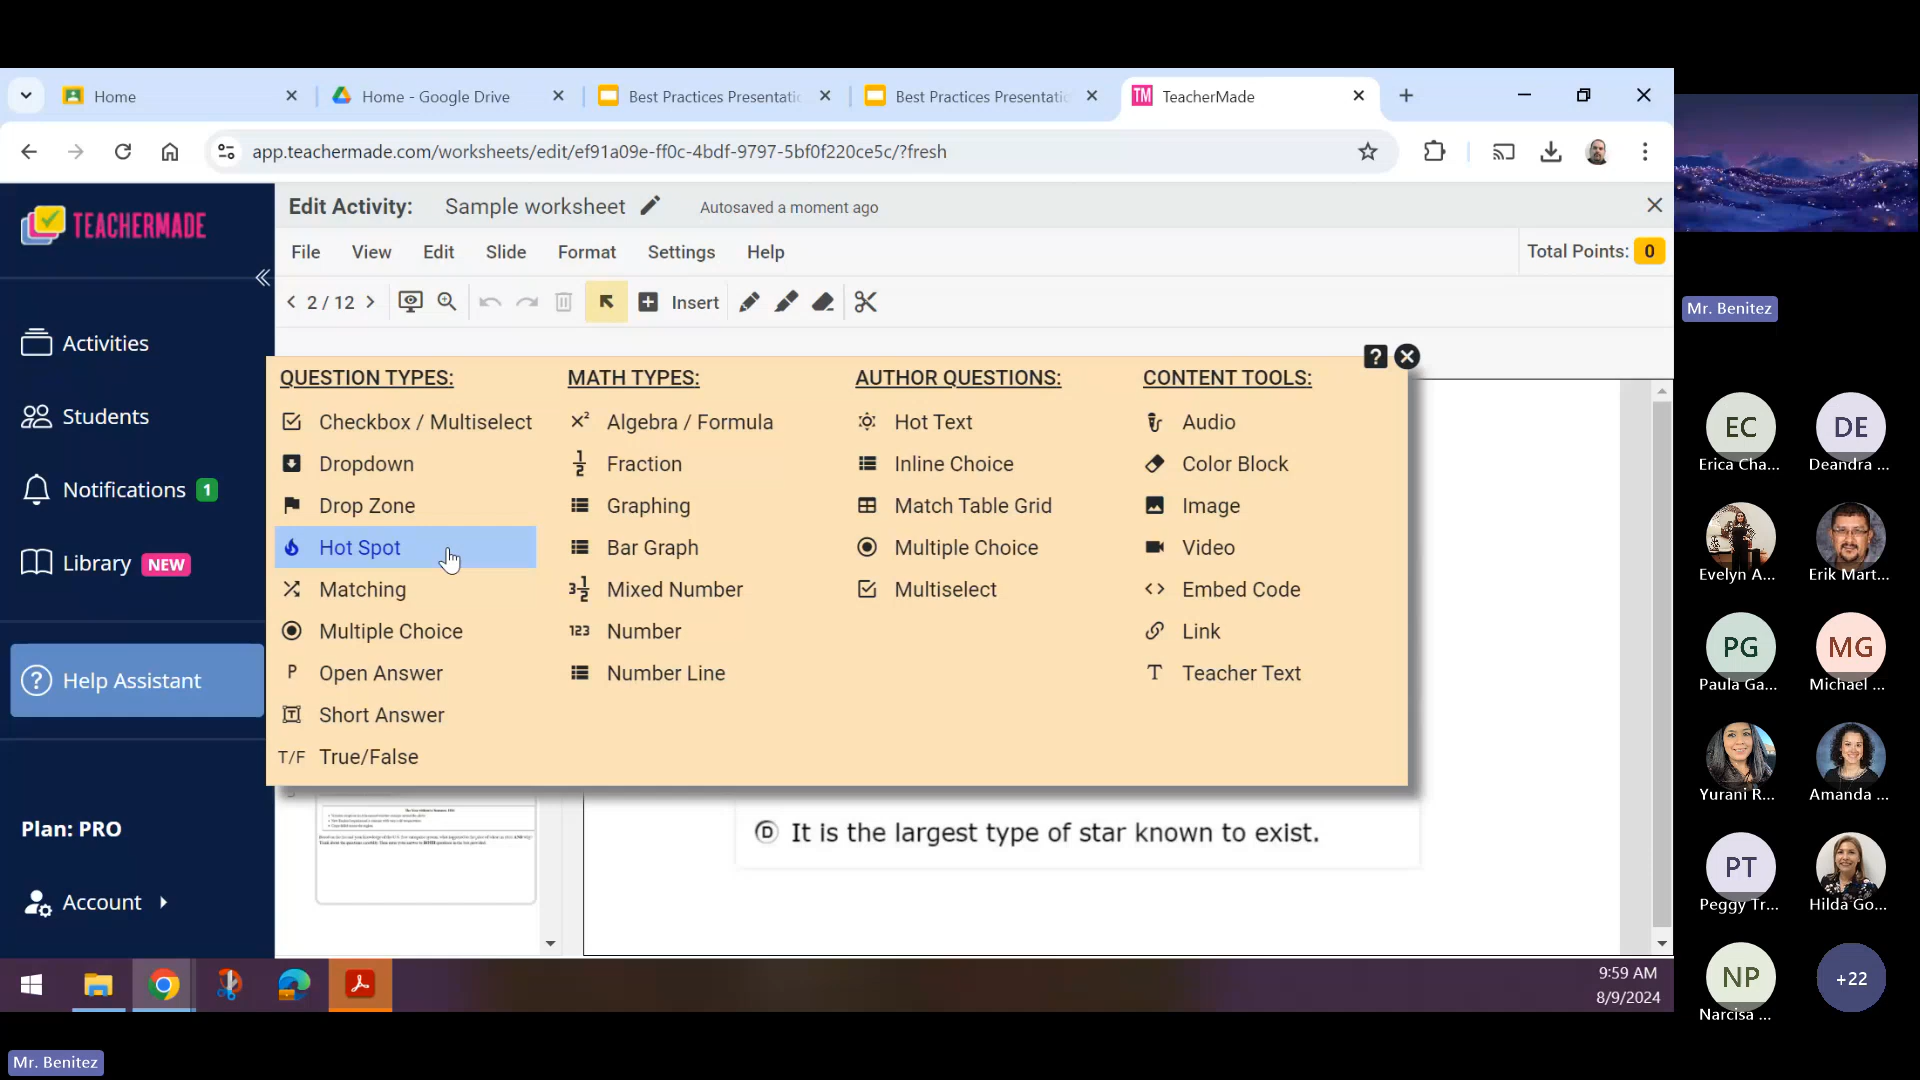 Home
Home - Google Drive
Best Practices Presentatio
Best Practices Presentatio
TM TeacherMade
app.teachermade.com/worksheets/edit/ef91a09e-ff0c-4bdf-9797-5bf0f220ce5c/?fresh
TEACHERMADE
Activities
Students
Notifications 1
Library NEW
Help Assistant
Plan: PRO
Account
Edit Activity: Sample worksheet Autosaved a moment ago
File View Edit Slide Format Settings Help
Total Points: 0
2 / 12
Insert
QUESTION TYPES:
Checkbox / Multiselect
Dropdown
Drop Zone
Hot Spot
Matching
Multiple Choice
P Open Answer
Short Answer
T/F True/False
MATH TYPES:
Algebra / Formula
Fraction
Graphing
Bar Graph
Mixed Number
123 Number
Number Line
AUTHOR QUESTIONS:
Hot Text
Inline Choice
Match Table Grid
Multiple Choice
Multiselect
CONTENT TOOLS:
Audio
Color Block
Image
Video
Embed Code
Link
Teacher Text
D It is the largest type of star known to exist.
9:59 AM
8/9/2024
Mr. Benitez
EC
Erica Cha...
DE
Deandra ...
Evelyn A...
Erik Mart...
PG
Paula Ga...
MG
Michael ...
Yurani R...
Amanda ...
PT
Peggy Tr...
Hilda Go...
NP
Narcisa ...
+22
Mr. Benitez